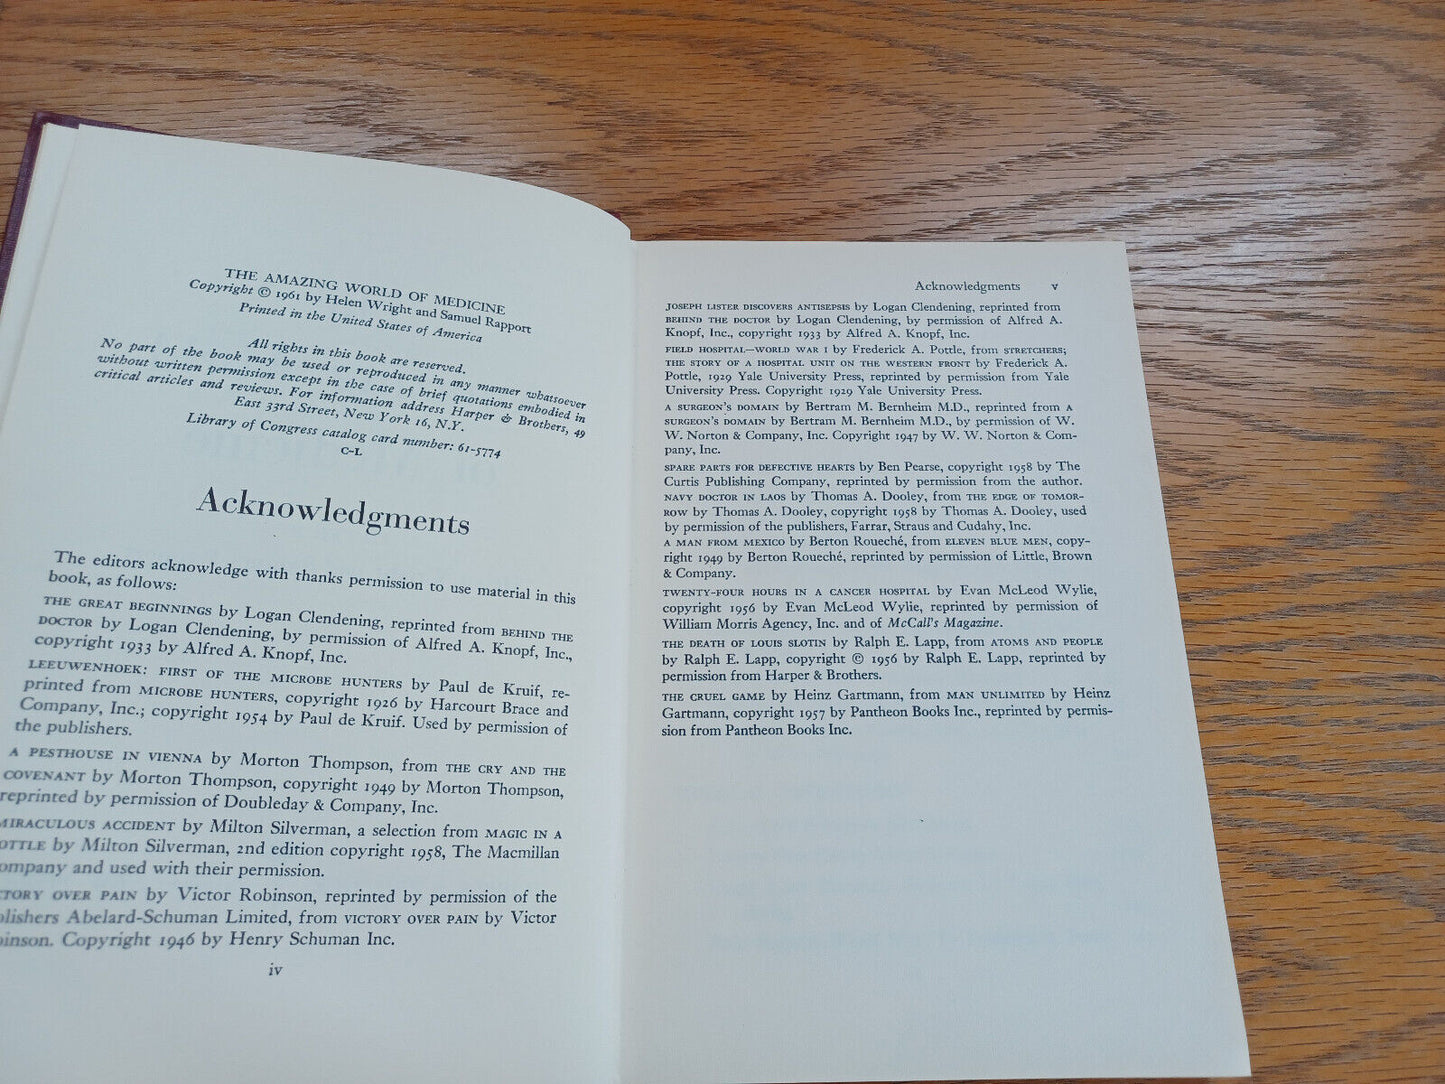 THE AMAZING WORLD OF MEDICINE
Copyright © 1961 by Helen Wright and Samuel Rapport
Printed in the United States of America
All rights in this book are reserved.
No part of the book may be used or reproduced in any manner whatsoever
without written permission except in the case of brief quotations embodied in
critical articles and reviews. For information address Harper & Brothers, 49
East 33rd Street, New York 16, N.Y.
Library of Congress catalog card number: 61-5774
C-L
Acknowledgments
The editors acknowledge with thanks permission to use material in this
book, as follows:
THE GREAT BEGINNINGS by Logan Clendening, reprinted from BEHIND THE
DOCTOR by Logan Clendening, by permission of Alfred A. Knopf, Inc.,
copyright 1933 by Alfred A. Knopf, Inc.
LEEUWENHOEK: FIRST OF THE MICROBE HUNTERS by Paul de Kruif, re-
printed from MICROBE HUNTERS, copyright 1926 by Harcourt Brace and
Company, Inc.; copyright 1954 by Paul de Kruif. Used by permission of
the publishers.
A PESTHOUSE IN VIENNA by Morton Thompson, from THE CRY AND THE
COVENANT by Morton Thompson, copyright 1949 by Morton Thompson,
reprinted by permission of Doubleday & Company, Inc.
MIRACULOUS ACCIDENT by Milton Silverman, a selection from MAGIC IN A
OTTLE by Milton Silverman, 2nd edition copyright 1958, The Macmillan
ompany and used with their permission.
TORY OVER PAIN by Victor Robinson, reprinted by permission of the
blishers Abelard-Schuman Limited, from VICTORY OVER PAIN by Victor
binson. Copyright 1946 by Henry Schuman Inc.
iv
Acknowledgments v
JOSEPH LISTER DISCOVERS ANTISEPSIS by Logan Clendening, reprinted from
BEHIND THE DOCTOR by Logan Clendening, by permission of Alfred A.
Knopf, Inc., copyright 1933 by Alfred A. Knopf, Inc.
FIELD HOSPITAL—WORLD WAR I by Frederick A. Pottle, from STRETCHERS;
THE STORY OF A HOSPITAL UNIT ON THE WESTERN FRONT by Frederick A.
Pottle, 1929 Yale University Press, reprinted by permission from Yale
University Press. Copyright 1929 Yale University Press.
A SURGEON'S DOMAIN by Bertram M. Bernheim M.D., reprinted from A
SURGEON'S DOMAIN by Bertram M. Bernheim M.D., by permission of W.
W. Norton & Company, Inc. Copyright 1947 by W. W. Norton & Com-
pany, Inc.
SPARE PARTS FOR DEFECTIVE HEARTS by Ben Pearse, copyright 1958 by The
Curtis Publishing Company, reprinted by permission from the author.
NAVY DOCTOR IN LAOS by Thomas A. Dooley, from THE EDGE OF TOMOR-
ROW by Thomas A. Dooley, copyright 1958 by Thomas A. Dooley, used
by permission of the publishers, Farrar, Straus and Cudahy, Inc.
A MAN FROM MEXICO by Berton Roueché, from ELEVEN BLUE MEN, copy-
right 1949 by Berton Roueché, reprinted by permission of Little, Brown
& Company.
TWENTY-FOUR HOURS IN A CANCER HOSPITAL by Evan McLeod Wylie,
copyright 1956 by Evan McLeod Wylie, reprinted by permission of
William Morris Agency, Inc. and of McCall's Magazine.
THE DEATH OF LOUIS SLOTIN by Ralph E. Lapp, from ATOMS AND PEOPLE
by Ralph E. Lapp, copyright © 1956 by Ralph E. Lapp, reprinted by
permission from Harper & Brothers.
THE CRUEL GAME by Heinz Gartmann, from MAN UNLIMITED by Heinz
Gartmann, copyright 1957 by Pantheon Books Inc., reprinted by permis-
sion from Pantheon Books Inc.